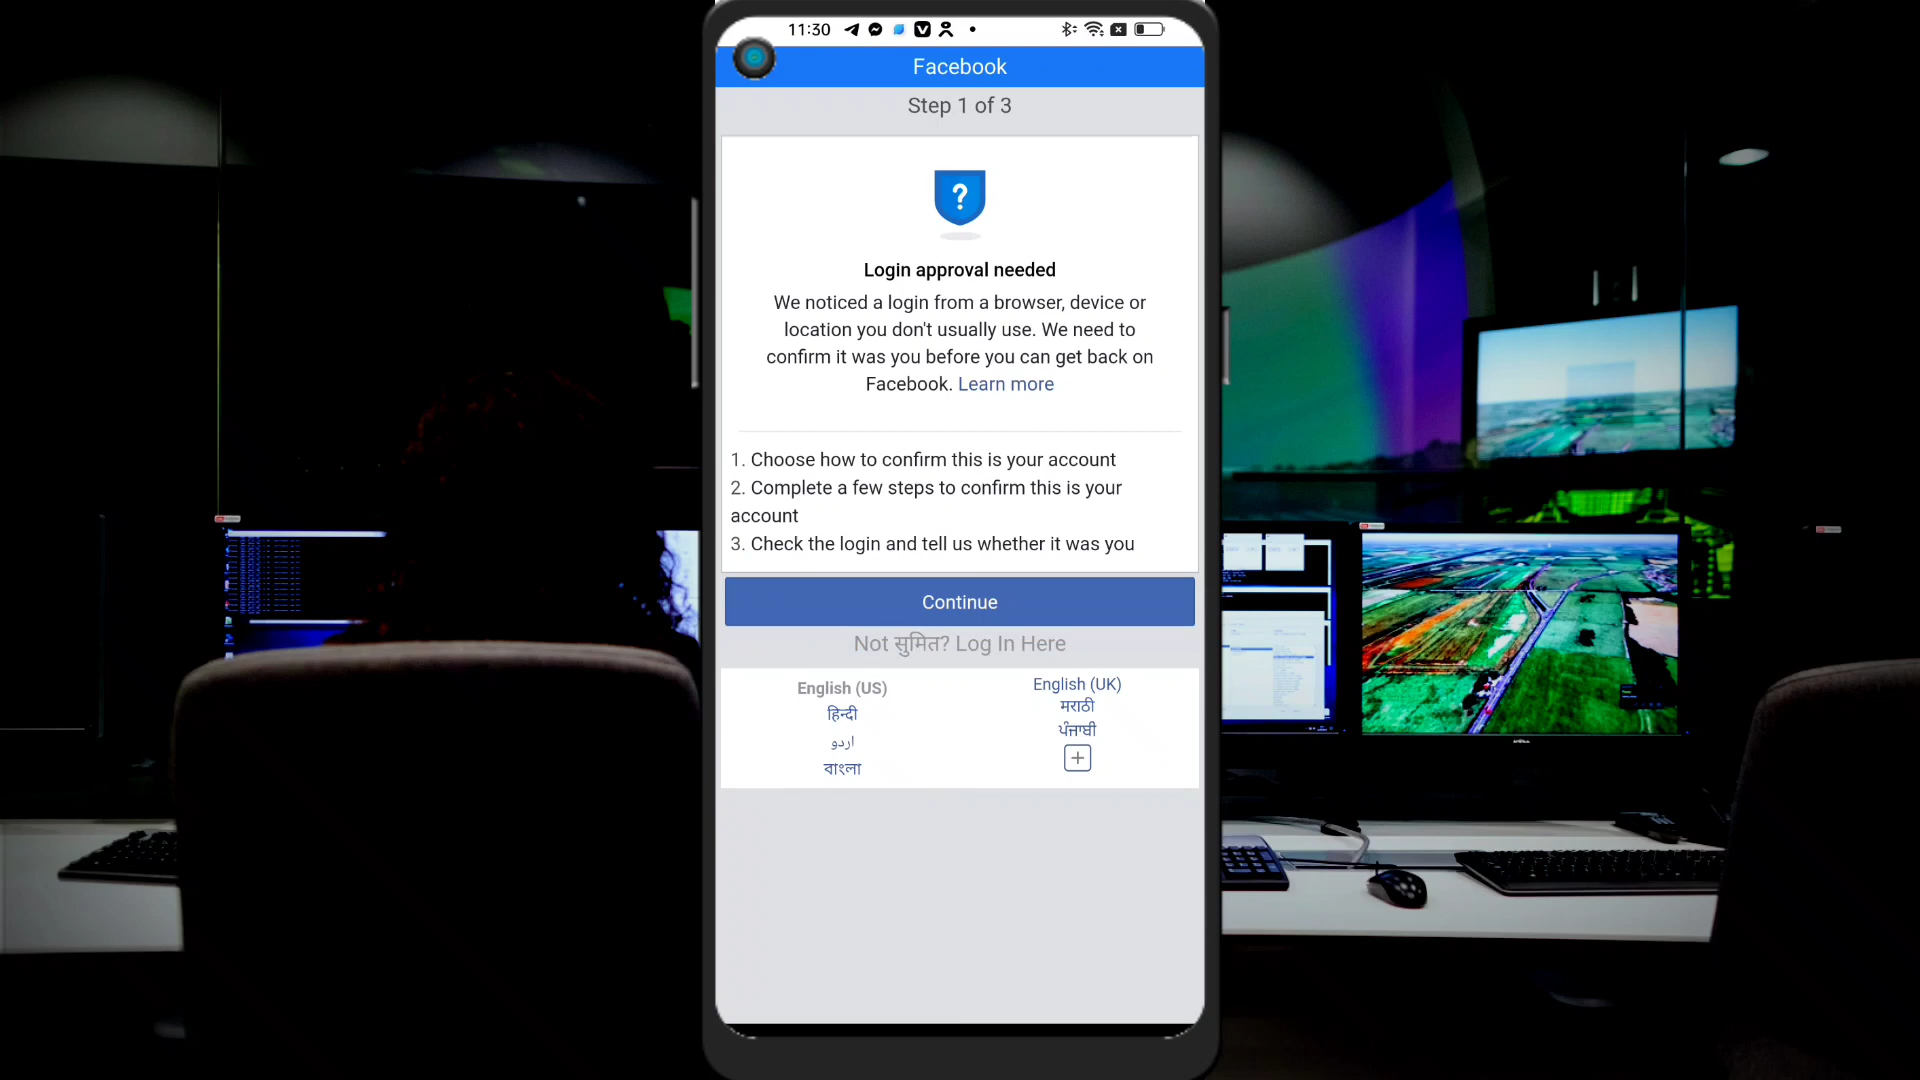 11:30
Facebook
Step 1 of 3
?
Login approval needed
We noticed a login from a browser, device or
location you don't usually use. We need to
confirm it was you before you can get back on
Facebook. Learn more
1. Choose how to confirm this is your account
2. Complete a few steps to confirm this is your
account
3. Check the login and tell us whether it was you
Continue
Not सुमित? Log In Here
English (US)
English (UK)
हिन्दी
मराठी
اردو
ਪੰਜਾਬੀ
বাংলা